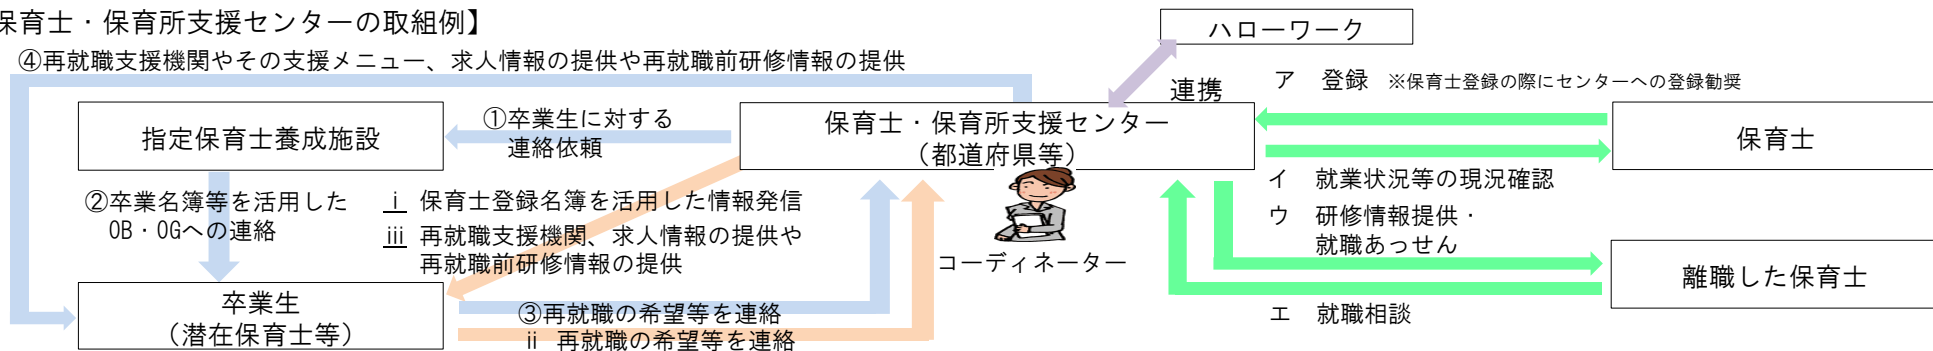 保育士・保育所支援センターの取組例】
ハローワーク
④再就職支援機関やその支援メニュー、求人情報の提供や再就職前研修情報の提供
連携
ア 登録 ※保育士登録の際にセンターへの登録勧奨
指定保育士養成施設
①卒業生に対する
連絡依頼
保育士・保育所支援センター
（都道府県等）
保育士
②卒業名簿等を活用した
OB・OGへの連絡
i 保育士登録名簿を活用した情報発信
iii 再就職支援機関、求人情報の提供や
再就職前研修情報の提供
コーディネーター
イ 就業状況等の現況確認
ウ 研修情報提供・
就職あっせん
離職した保育士
卒業生
（潜在保育士等）
③再就職の希望等を連絡
ii 再就職の希望等を連絡
エ 就職相談